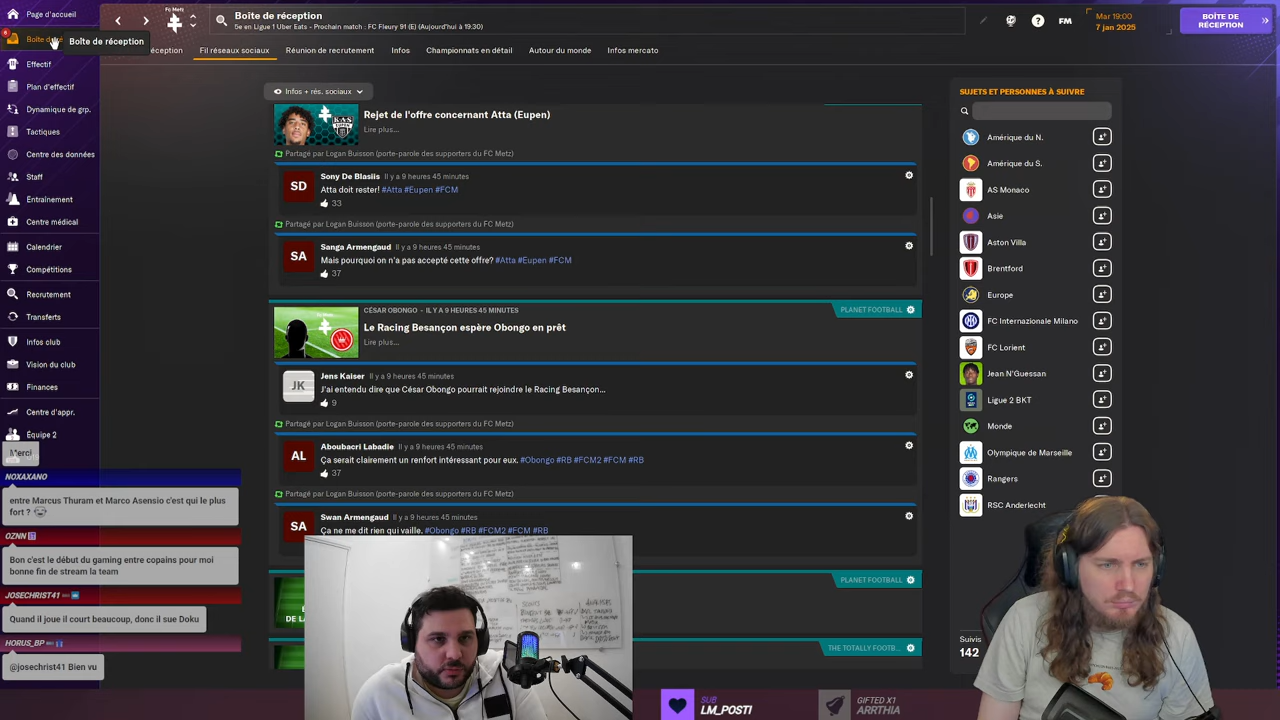 Page d'accueil
Boîte de réception
5e en Ligue 1 Uber Eats - Prochain match : FC Fleury 91 (E) (Aujourd'hui à 19:30)
FM
Mar 19:00
7 jan 2025
BOÎTE DE
RÉCEPTION
6
Boîte de
Boîte de réception
Fil réseaux sociaux
Réunion de recrutement
Infos
Championnats en détail
Autour du monde
Infos mercato
Effectif
Plan d'effectif
Dynamique de grp.
Tactiques
Centre des données
Staff
Entraînement
Centre médical
Calendrier
Compétitions
Recrutement
Transferts
Infos club
Vision du club
Finances
Centre d'appr.
Équipe 2
Infos + rés. sociaux
Rejet de l'offre concernant Atta (Eupen)
Lire plus...
Partagé par Logan Buisson (porte-parole des supporters du FC Metz)
SD
Sony De Blasiis Il y a 9 heures 45 minutes
Atta doit rester! #Atta #Eupen #FCM
33
Partagé par Logan Buisson (porte-parole des supporters du FC Metz)
SA
Sanga Armengaud Il y a 9 heures 45 minutes
Mais pourquoi on n'a pas accepté cette offre? #Atta #Eupen #FCM
37
CÉSAR OBONGO - IL Y A 9 HEURES 45 MINUTES
PLANET FOOTBALL
Le Racing Besançon espère Obongo en prêt
Lire plus...
JK
Jens Kaiser Il y a 9 heures 45 minutes
J'ai entendu dire que César Obongo pourrait rejoindre le Racing Besançon...
9
Partagé par Logan Buisson (porte-parole des supporters du FC Metz)
AL
Aboubacri Labadie Il y a 9 heures 45 minutes
Ça serait clairement un renfort intéressant pour eux. #Obongo #RB #FCM2 #FCM #RB
37
Partagé par Logan Buisson (porte-parole des supporters du FC Metz)
SA
Swan Armengaud Il y a 9 heures 45 minutes
Ça ne me dit rien qui vaille. #Obongo #RB #FCM2 #FCM #RB
PLANET FOOTBALL
THE TOTALLY FOOTB...
SUJETS ET PERSONNES À SUIVRE
Amérique du N.
Amérique du S.
AS Monaco
Asie
Aston Villa
Brentford
Europe
FC Internazionale Milano
FC Lorient
Jean N'Guessan
Ligue 2 BKT
Monde
Olympique de Marseille
Rangers
RSC Anderlecht
Suivis
142
Merci
NOXAXANO
entre Marcus Thuram et Marco Asensio c'est qui le plus
fort ?
OZNN
Bon c'est le début du gaming entre copains pour moi
bonne fin de stream la team
JOSECHRIST41
Quand il joue il court beaucoup, donc il sue Doku
HORUS_BP
@josechrist41 Bien vu
SUB
LM_POSTI
GIFTED X1
ARRTHIA